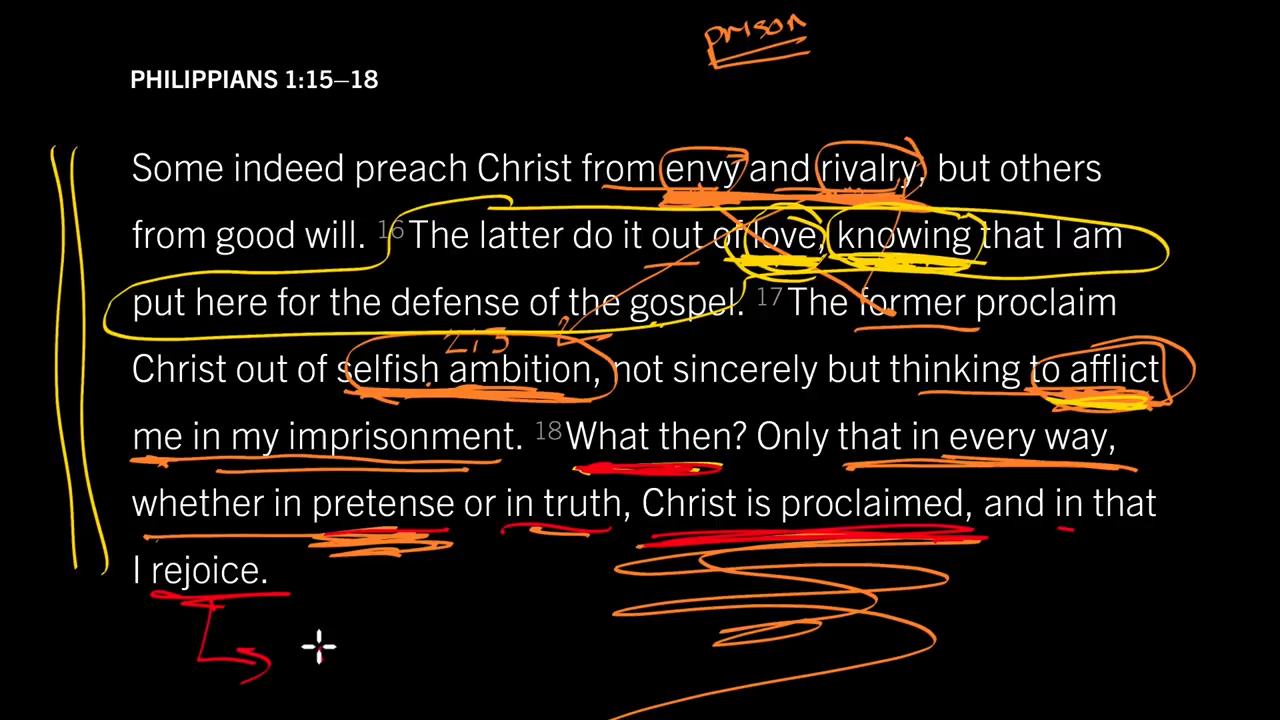 prison
PHILIPPIANS 1:15–18
Some indeed preach Christ from envy and rivalry, but others
from good will. 16 The latter do it out of love, knowing that I am
put here for the defense of the gospel. 17 The former proclaim
2:3
Christ out of selfish ambition, not sincerely but thinking to afflict
me in my imprisonment. 18 What then? Only that in every way,
whether in pretense or in truth, Christ is proclaimed, and in that
I rejoice.